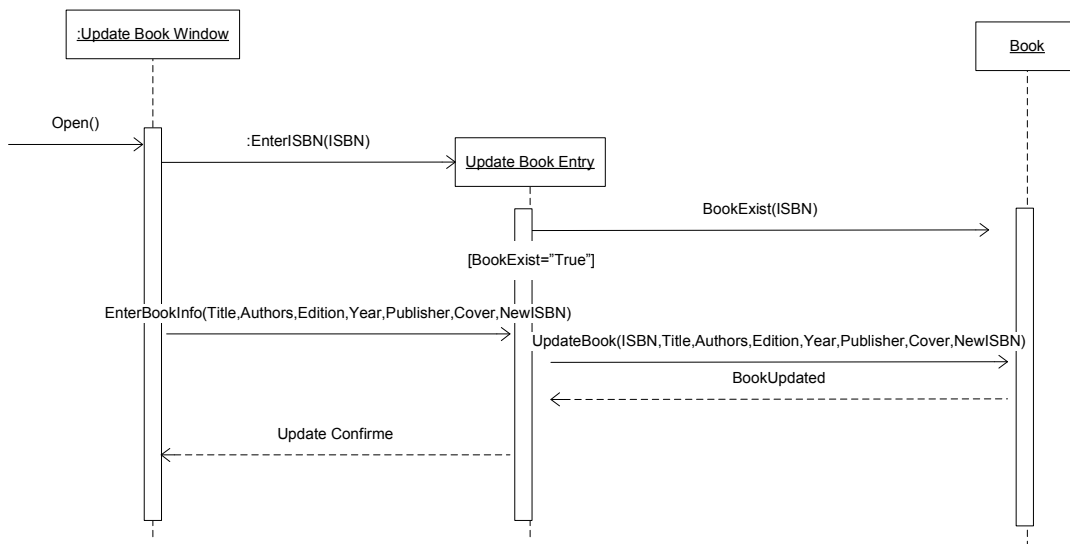 :Update Book Window
Book
Open()
:EnterISBN(ISBN)
Update Book Entry
BookExist(ISBN)
[BookExist=”True”]
EnterBookInfo(Title,Authors,Edition,Year,Publisher,Cover,NewISBN)
UpdateBook(ISBN,Title,Authors,Edition,Year,Publisher,Cover,NewISBN)
BookUpdated
Update Confirme